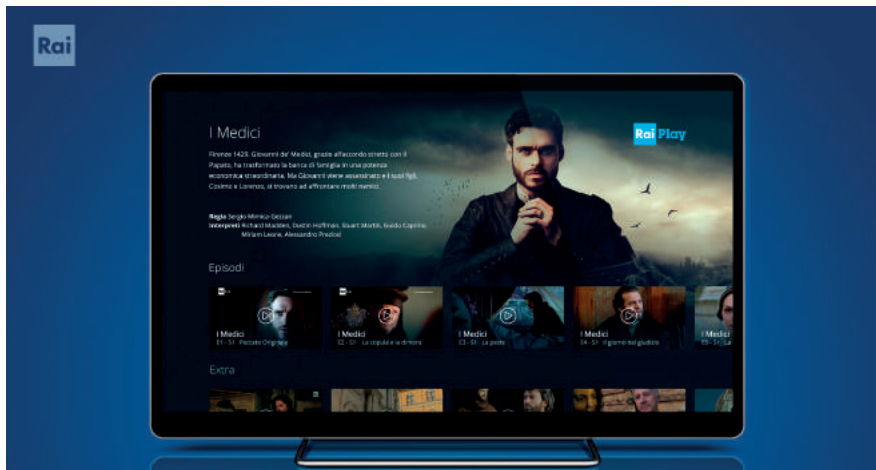 Rai
I Medici
Rai Play
Firenze 1429. Giovanni de' Medici, grazie all'accordo stretto con il
Papato, ha trasformato la banca di famiglia in una potenza
economica straordinaria. Ma Giovanni viene assassinato e i suoi figli,
Cosimo e Lorenzo, si trovano ad affrontare molti nemici.
Regia Sergio Mimica-Gezzan
Interpreti Richard Madden, Dustin Hoffman, Stuart Martin, Guido Caprino,
Miriam Leone, Alessandro Preziosi
Episodi
I Medici
E1 - S1 Peccato Originale
I Medici
E2 - S1 La cupola e la dimora
I Medici
E3 - S1 La peste
I Medici
E4 - S1 Il giorno del giudizio
I Medici
E5 - S1 La
Extra